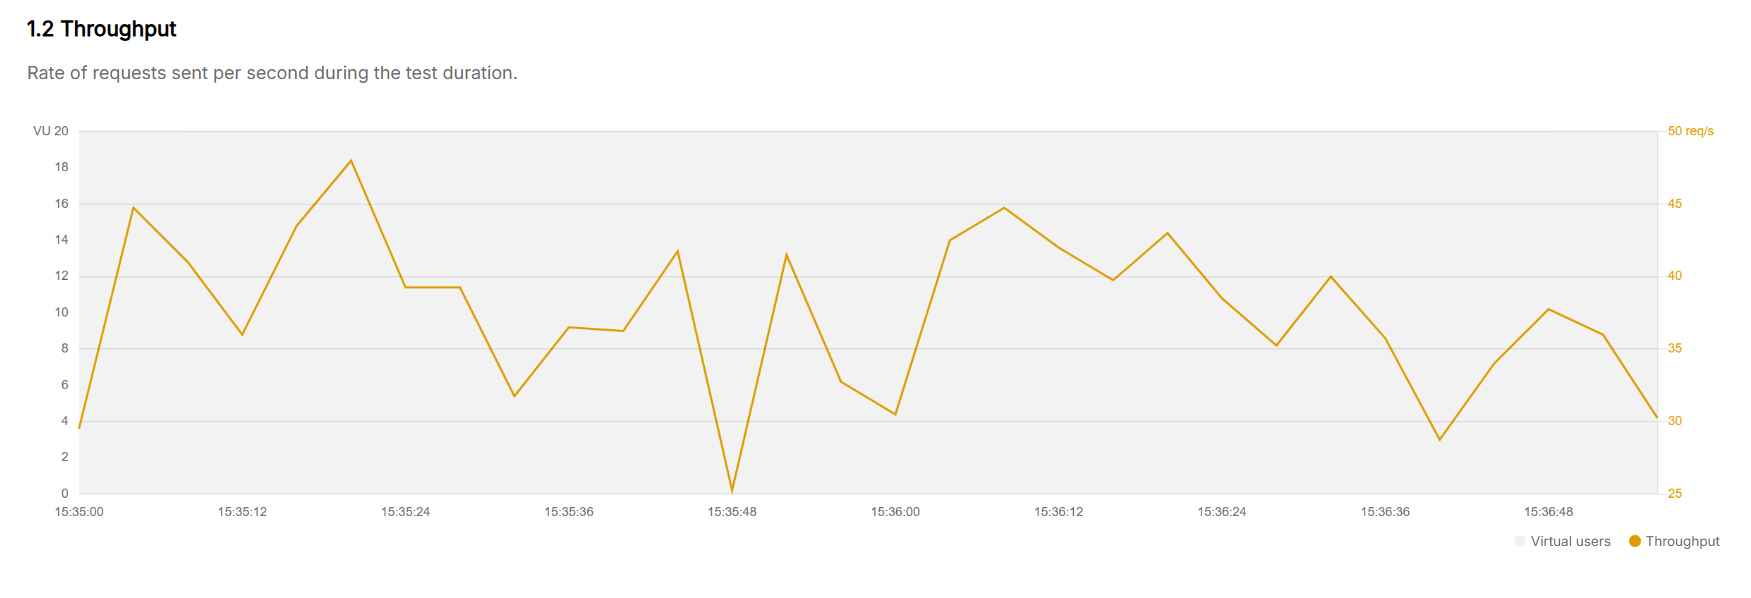 1.2 Throughput
Rate of requests sent per second during the test duration.
VU 20
18
16
14
12
10
8
6
4
2
0
50 req/s
45
40
35
30
25
15:35:00 15:35:12 15:35:24 15:35:36 15:35:48 15:36:00 15:36:12 15:36:24 15:36:36 15:36:48
Virtual users Throughput